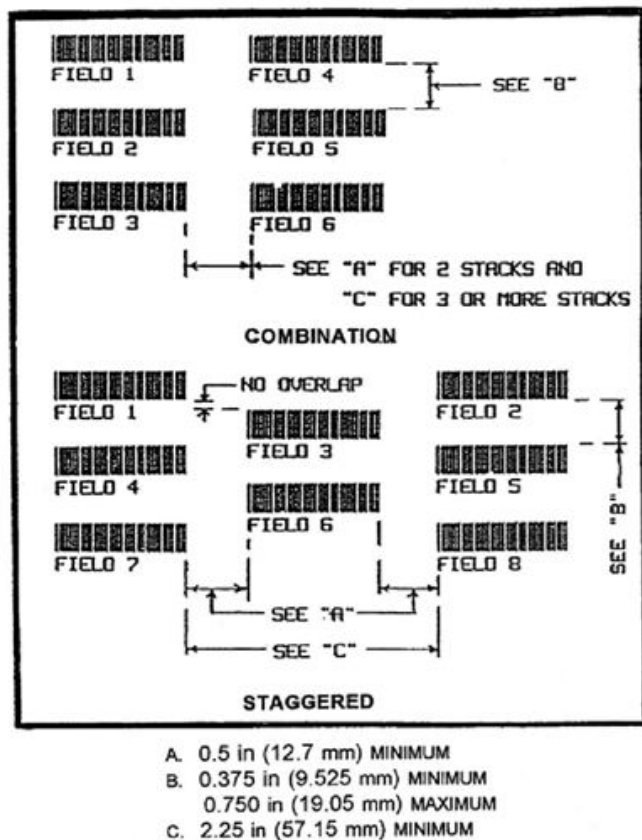 FIELD 1 FIELD 4
SEE "B"
FIELD 2 FIELD 5
FIELD 3 FIELD 6
SEE "A" FOR 2 STACKS AND
"C" FOR 3 OR MORE STACKS
COMBINATION
NO OVERLAP
FIELD 1 FIELD 2
FIELD 3
FIELD 4 FIELD 5
FIELD 6
SEE "B"
FIELD 7 FIELD 8
SEE "A"
SEE "C"
STAGGERED
A. 0.5 in (12.7 mm) MINIMUM
B. 0.375 in (9.525 mm) MINIMUM
0.750 in (19.05 mm) MAXIMUM
C. 2.25 in (57.15 mm) MINIMUM